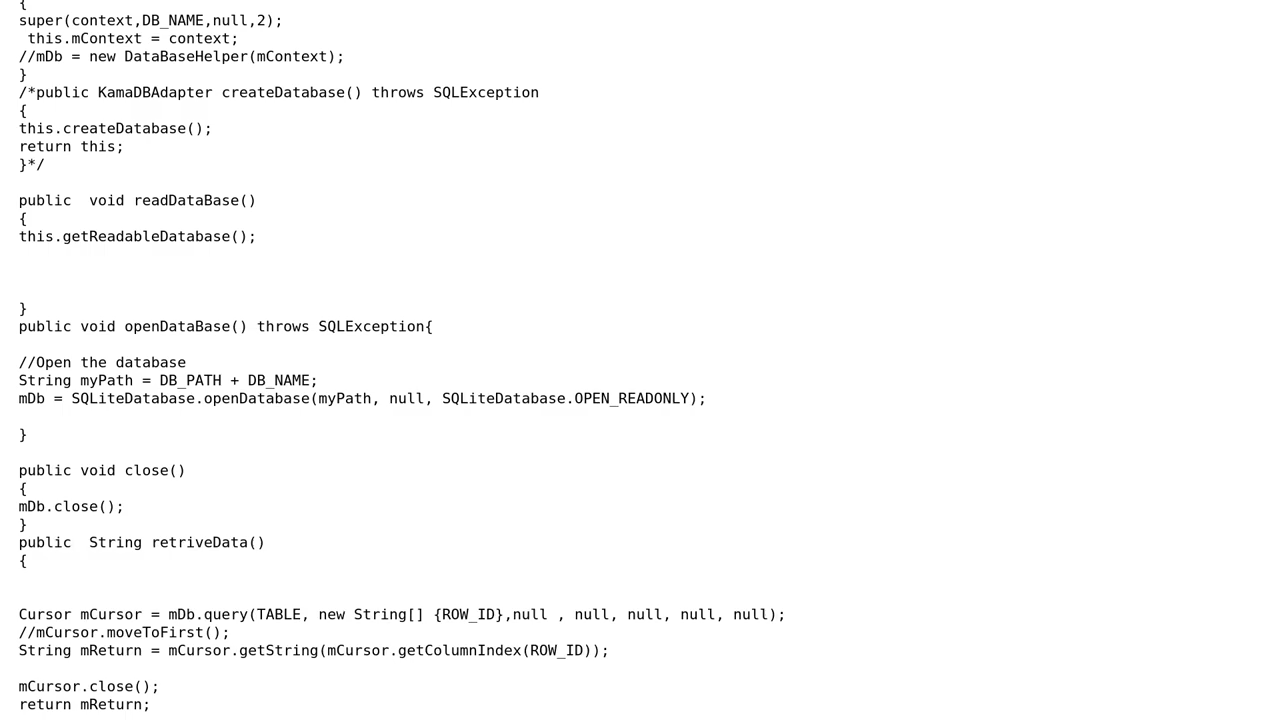 {
super(context,DB_NAME,null,2);
 this.mContext = context;
//mDb = new DataBaseHelper(mContext);
}
/*public KamaDBAdapter createDatabase() throws SQLException
{
this.createDatabase();
return this;
}*/
public  void readDataBase()
{
this.getReadableDatabase();
}
public void openDataBase() throws SQLException{
//Open the database
String myPath = DB_PATH + DB_NAME;
mDb = SQLiteDatabase.openDatabase(myPath, null, SQLiteDatabase.OPEN_READONLY);
}
public void close()
{
mDb.close();
}
public  String retriveData()
{
Cursor mCursor = mDb.query(TABLE, new String[] {ROW_ID},null , null, null, null, null);
//mCursor.moveToFirst();
String mReturn = mCursor.getString(mCursor.getColumnIndex(ROW_ID));
mCursor.close();
return mReturn;